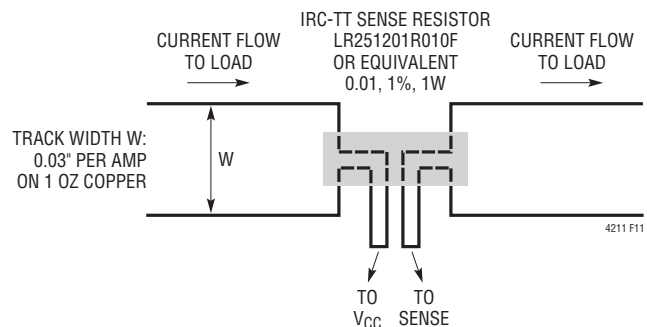 IRC-TT SENSE RESISTOR
LR251201R010F
OR EQUIVALENT
0.01, 1%, 1W
CURRENT FLOW
TO LOAD
CURRENT FLOW
TO LOAD
TRACK WIDTH W:
0.03" PER AMP
ON 1 OZ COPPER
W
4211 F11
TO
VCC
TO
SENSE